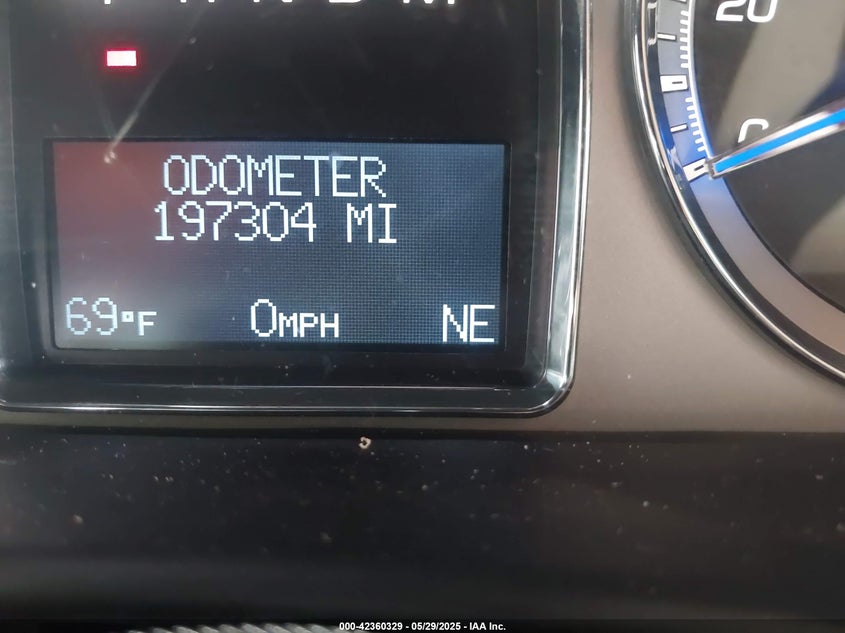 20
ODOMETER
197304 MI
69°F 0MPH NE
000-42360329 - 05/29/2025 - IAA Inc.